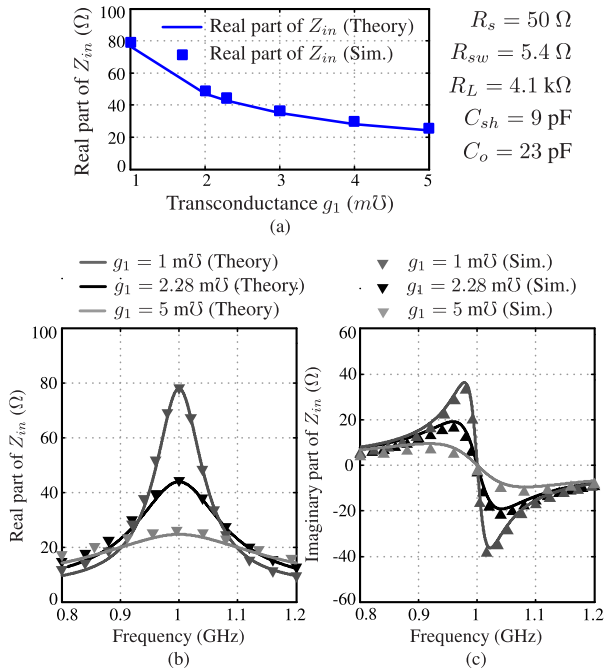 Real part of Z_in (Ω)
100
80
60
40
20
0
Real part of Z_in (Theory)
Real part of Z_in (Sim.)
1 2 3 4 5
Transconductance g_1 (m℧)
(a)
R_s = 50 Ω
R_sw = 5.4 Ω
R_L = 4.1 kΩ
C_sh = 9 pF
C_o = 23 pF
g_1 = 1 m℧ (Theory)
g_1 = 2.28 m℧ (Theory)
g_1 = 5 m℧ (Theory)
g_1 = 1 m℧ (Sim.)
g_1 = 2.28 m℧ (Sim.)
g_1 = 5 m℧ (Sim.)
Real part of Z_in (Ω)
100
80
60
40
20
0
0.8 0.9 1 1.1 1.2
Frequency (GHz)
(b)
Imaginary part of Z_in (Ω)
60
40
20
0
-20
-40
-60
0.8 0.9 1 1.1 1.2
Frequency (GHz)
(c)